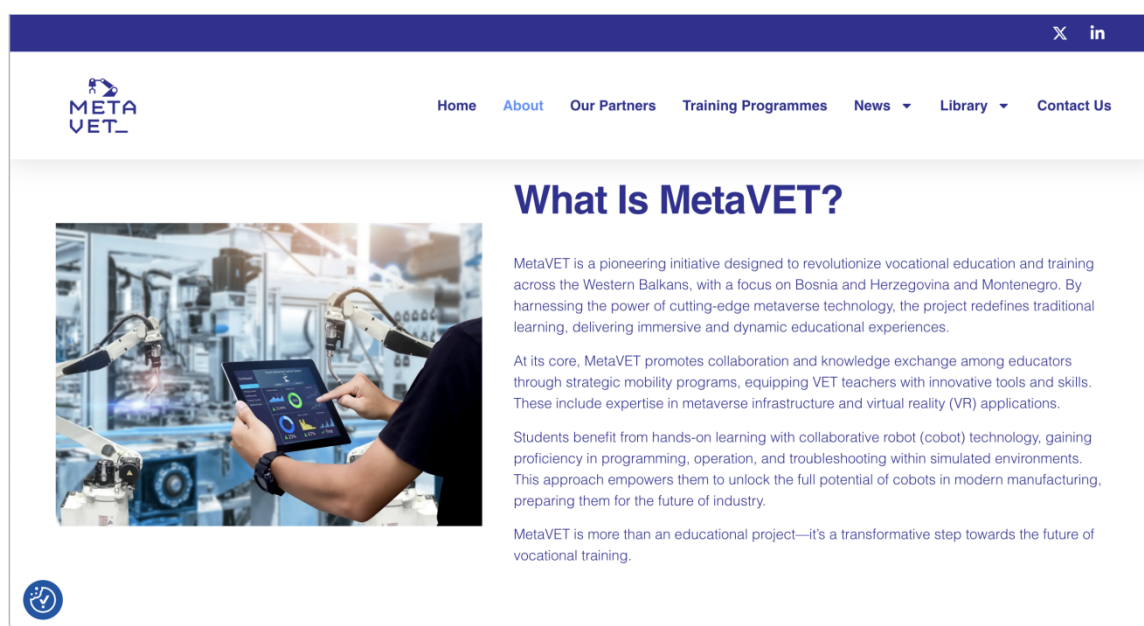 META
VET_
Home About Our Partners Training Programmes News Library Contact Us
What Is MetaVET?
MetaVET is a pioneering initiative designed to revolutionize vocational education and training
across the Western Balkans, with a focus on Bosnia and Herzegovina and Montenegro. By
harnessing the power of cutting-edge metaverse technology, the project redefines traditional
learning, delivering immersive and dynamic educational experiences.
At its core, MetaVET promotes collaboration and knowledge exchange among educators
through strategic mobility programs, equipping VET teachers with innovative tools and skills.
These include expertise in metaverse infrastructure and virtual reality (VR) applications.
Students benefit from hands-on learning with collaborative robot (cobot) technology, gaining
proficiency in programming, operation, and troubleshooting within simulated environments.
This approach empowers them to unlock the full potential of cobots in modern manufacturing,
preparing them for the future of industry.
MetaVET is more than an educational project—it's a transformative step towards the future of
vocational training.